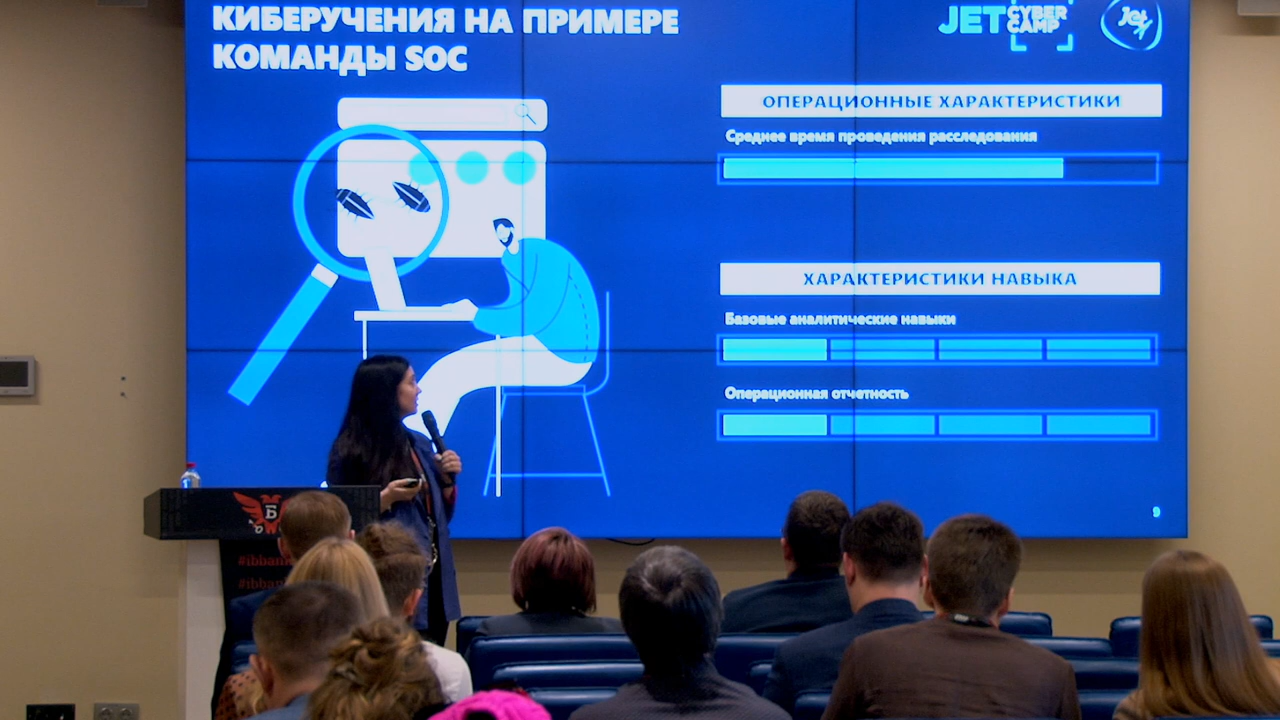 КИБЕРУЧЕНИЯ НА ПРИМЕРЕ
КОМАНДЫ SOC
JET CYBER
CAMP
Jet
ОПЕРАЦИОННЫЕ ХАРАКТЕРИСТИКИ
Среднее время проведения расследования
ХАРАКТЕРИСТИКИ НАВЫКА
Базовые аналитические навыки
Операционная отчетность
9
Б